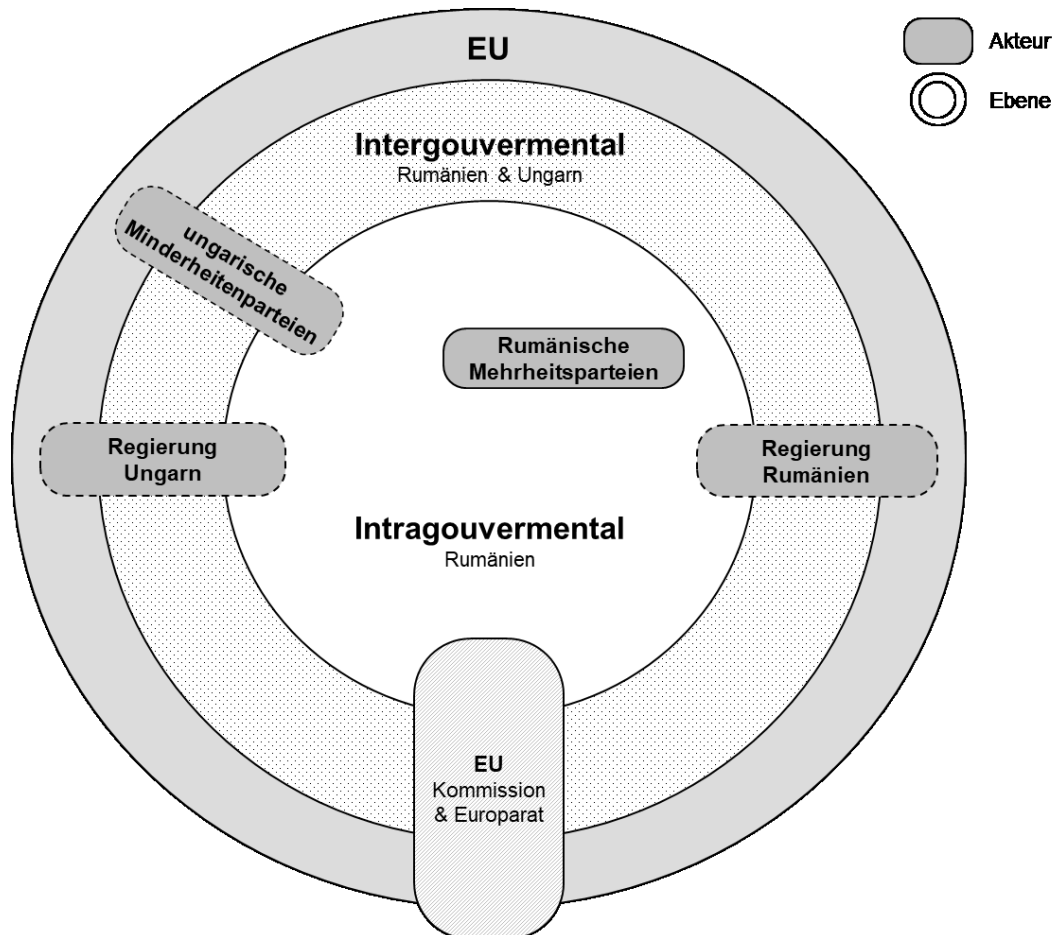 EU
Akteur
Ebene
Intergouvermental
Rumänien & Ungarn
ungarische
Minderheitenparteien
Rumänische
Mehrheitsparteien
Regierung
Ungarn
Regierung
Rumänien
Intragouvermental
Rumänien
EU
Kommission
& Europarat